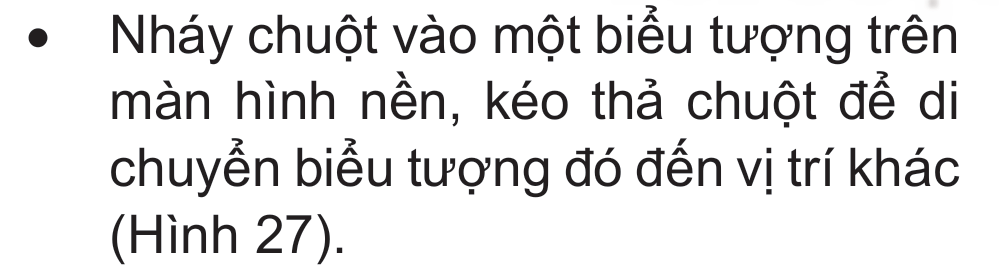 • Nháy chuột vào một biểu tượng trên
màn hình nền, kéo thả chuột để di
chuyển biểu tượng đó đến vị trí khác
(Hình 27).